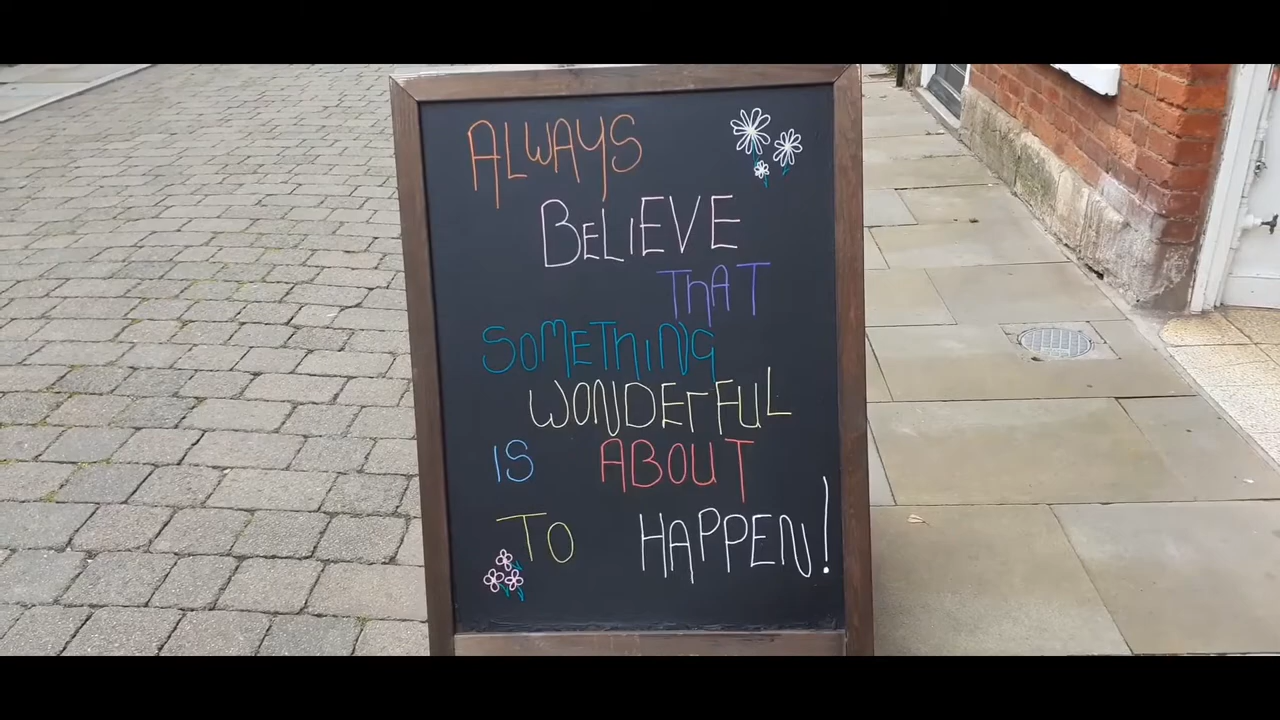 ALWAYS
BELIEVE
THAT
SOMETHING
WONDERFUL
IS ABOUT
TO HAPPEN!